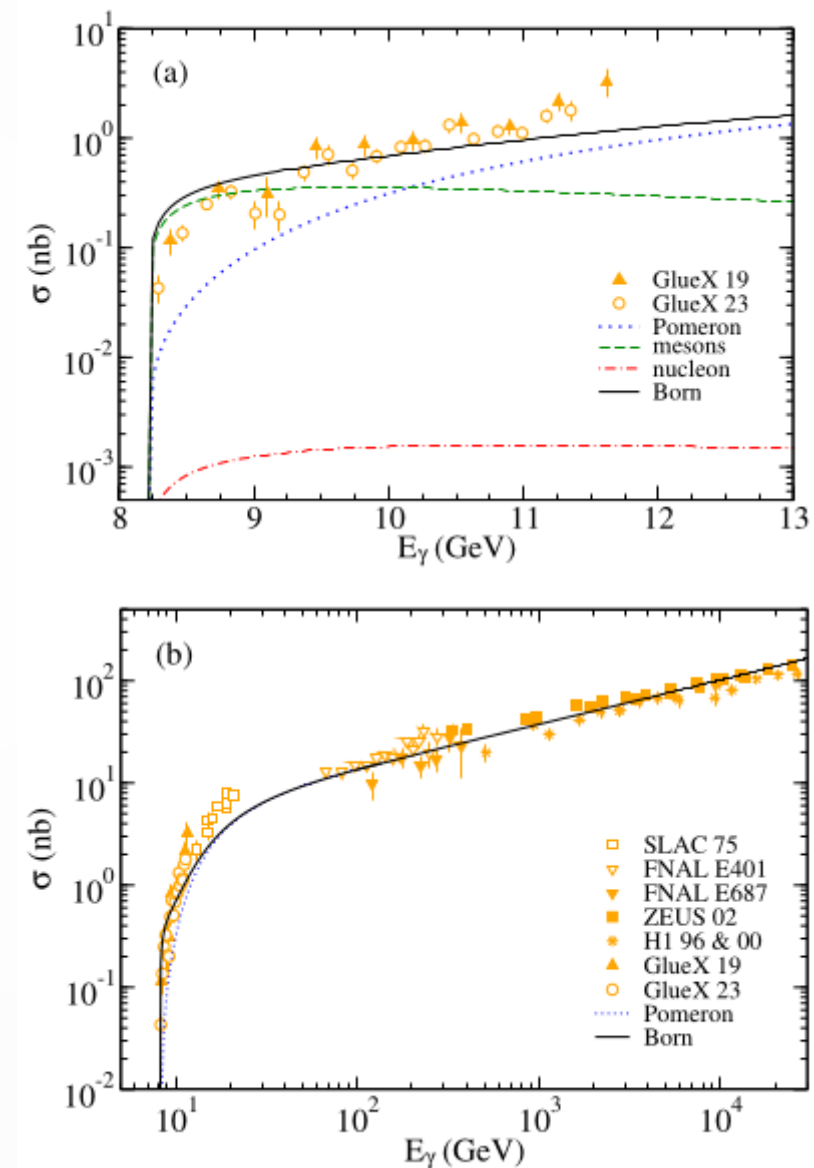 (a)
10^1
10^0
10^-1
10^-2
10^-3
σ (nb)
GlueX 19
GlueX 23
Pomeron
mesons
nucleon
Born
8 9 10 11 12 13
E_γ (GeV)
(b)
10^2
10^1
10^0
10^-1
10^-2
σ (nb)
SLAC 75
FNAL E401
FNAL E687
ZEUS 02
H1 96 & 00
GlueX 19
GlueX 23
Pomeron
Born
10^1 10^2 10^3 10^4
E_γ (GeV)